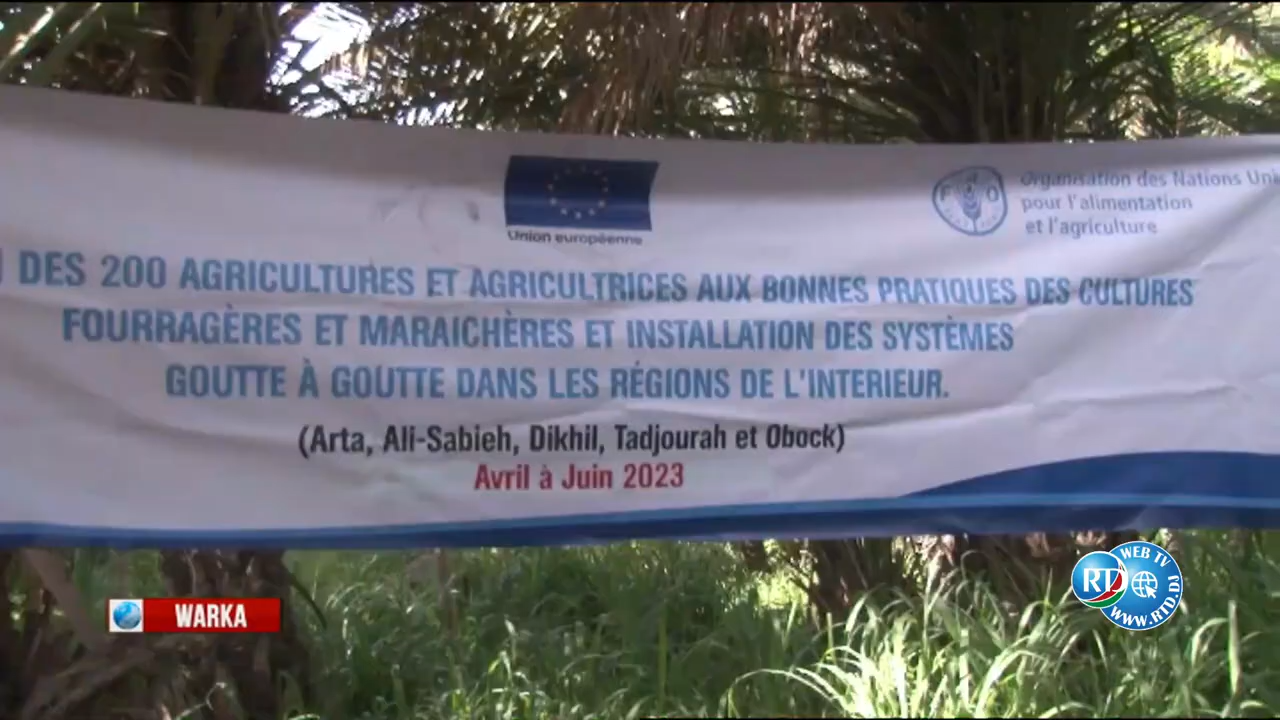 Union européenne
F O
Organisation des Nations
pour l'alimentation
et l'agriculture
DES 200 AGRICULTURES ET AGRICULTRICES AUX BONNES PRATIQUES DES CULTURES
FOURRAGÈRES ET MARAICHÈRES ET INSTALLATION DES SYSTÈMES
GOUTTE À GOUTTE DANS LES RÉGIONS DE L'INTERIEUR.
(Arta, Ali-Sabieh, Dikhil, Tadjourah et Obock)
Avril à Juin 2023
WARKA
RTD
WEB TV
WWW.RTD.DJ